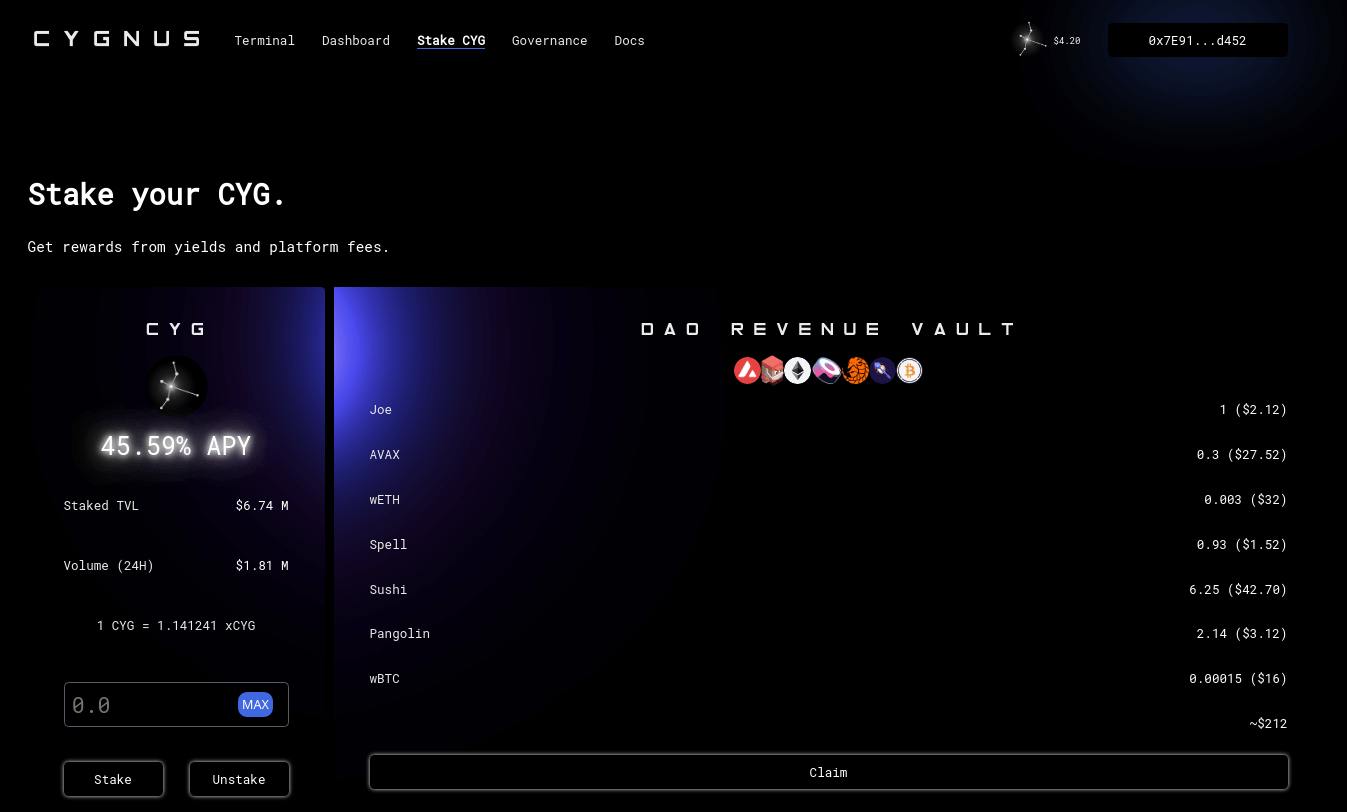 CYGNUS Terminal Dashboard Stake CYG Governance Docs $4.20 0x7E91...d452
Stake your CYG.
Get rewards from yields and platform fees.
CYG
45.59% APY
Staked TVL $6.74 M
Volume (24H) $1.81 M
1 CYG = 1.141241 xCYG
0.0 MAX
Stake Unstake
DAO REVENUE VAULT
Joe 1 ($2.12)
AVAX 0.3 ($27.52)
wETH 0.003 ($32)
Spell 0.93 ($1.52)
Sushi 6.25 ($42.70)
Pangolin 2.14 ($3.12)
wBTC 0.00015 ($16)
~$212
Claim